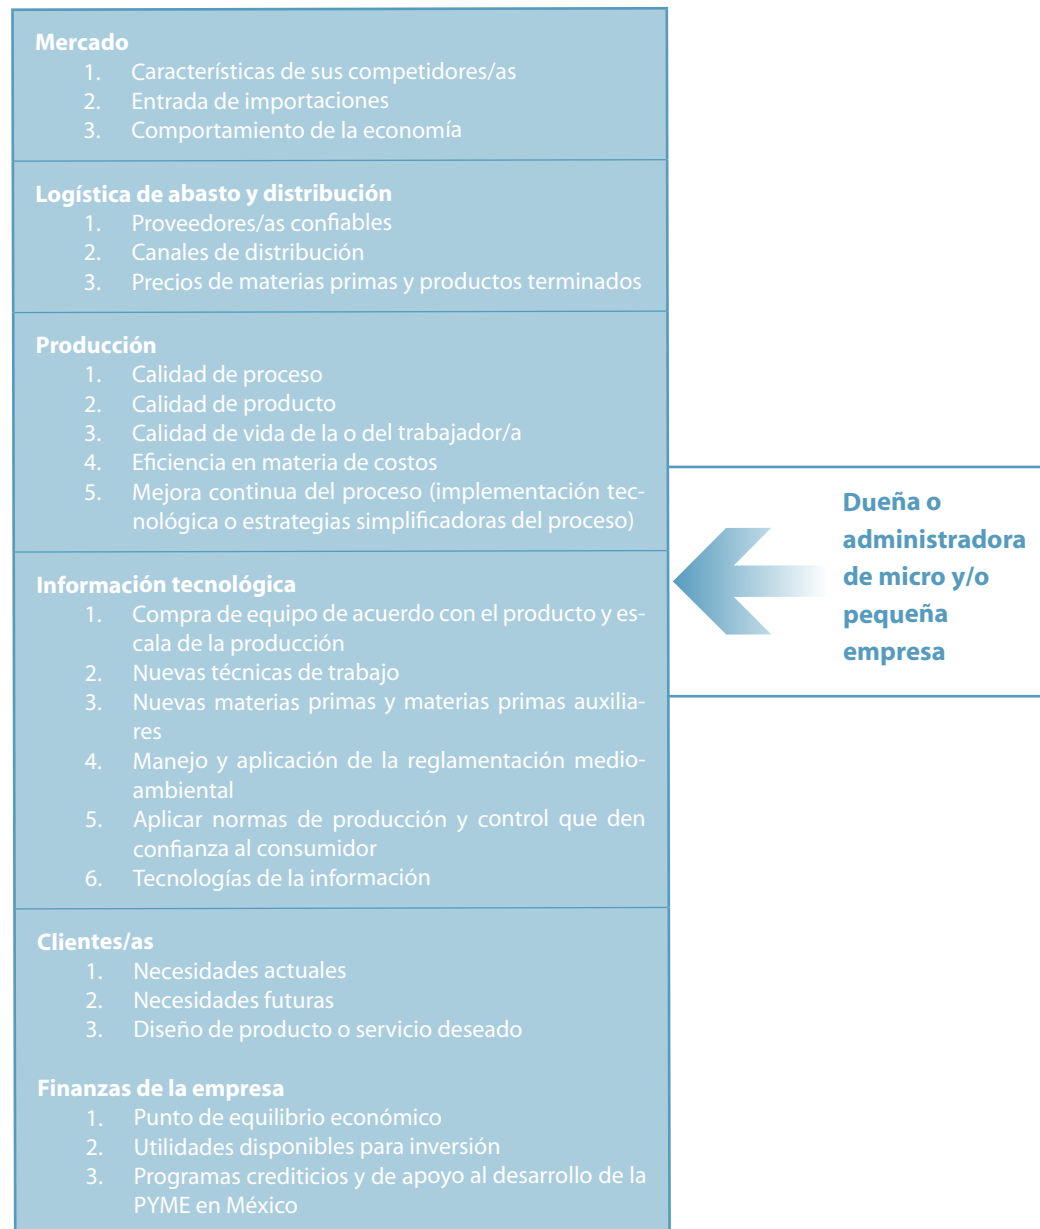 Mercado
1. Características de sus competidores/as
2. Entrada de importaciones
3. Comportamiento de la economía
Logística de abasto y distribución
1. Proveedores/as confiables
2. Canales de distribución
3. Precios de materias primas y productos terminados
Producción
1. Calidad de proceso
2. Calidad de producto
3. Calidad de vida de la o del trabajador/a
4. Eficiencia en materia de costos
5. Mejora continua del proceso (implementación tec-
nológica o estrategias simplificadoras del proceso)
Información tecnológica
1. Compra de equipo de acuerdo con el producto y es-
cala de la producción
2. Nuevas técnicas de trabajo
3. Nuevas materias primas y materias primas auxilia-
res
4. Manejo y aplicación de la reglamentación medio-
ambiental
5. Aplicar normas de producción y control que den
confianza al consumidor
6. Tecnologías de la información
Clientes/as
1. Necesidades actuales
2. Necesidades futuras
3. Diseño de producto o servicio deseado
Finanzas de la empresa
1. Punto de equilibrio económico
2. Utilidades disponibles para inversión
3. Programas crediticios y de apoyo al desarrollo de la
PYME en México
Dueña o
administradora
de micro y/o
pequeña
empresa